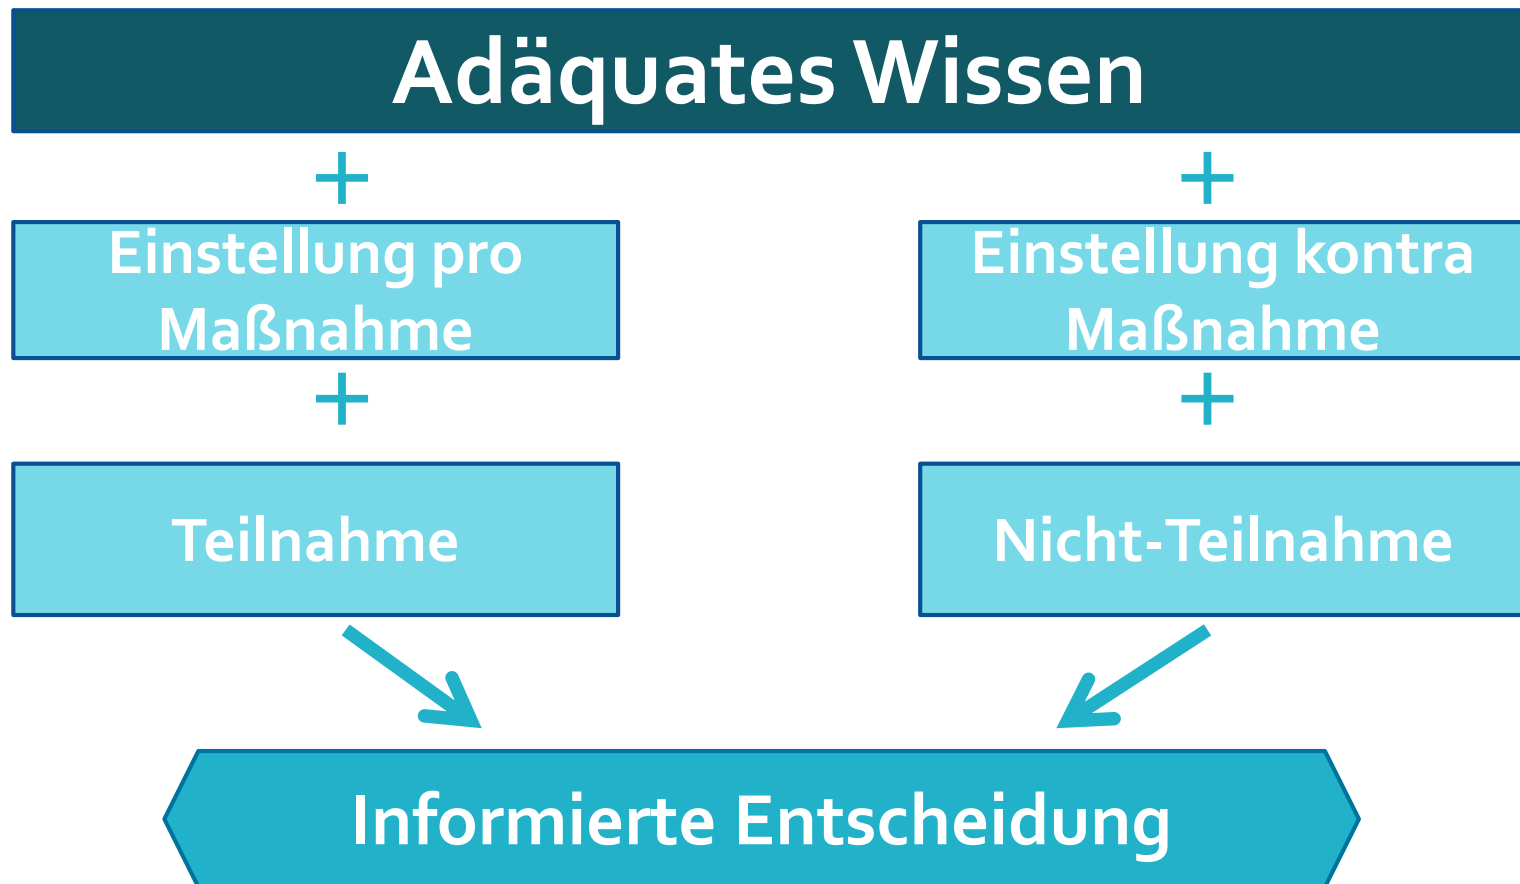 Adäquates Wissen
+ +
Einstellung pro
Maßnahme
Einstellung kontra
Maßnahme
+ +
Teilnahme
Nicht-Teilnahme
Informierte Entscheidung